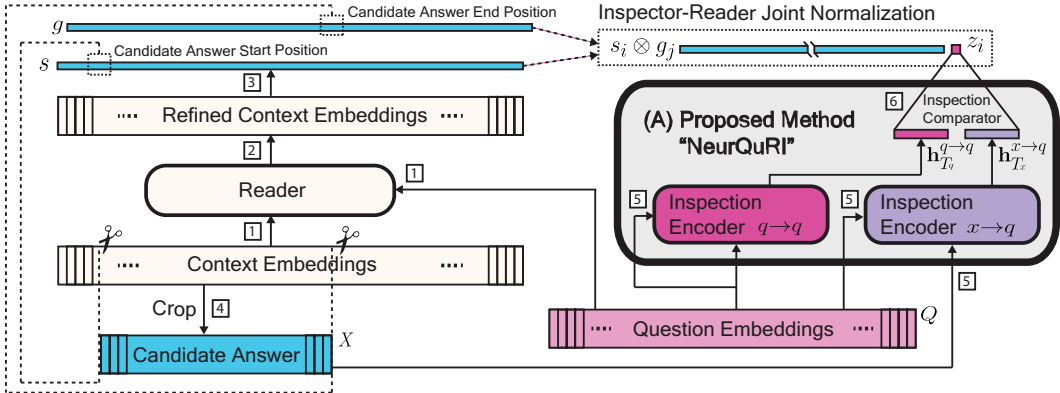 g
Candidate Answer End Position
s
Candidate Answer Start Position
3
Refined Context Embeddings
2
Reader
1
1
Context Embeddings
Crop
4
Candidate Answer
X
Inspector-Reader Joint Normalization
s_i ⊗ g_j
z_i
6
Inspection
Comparator
(A) Proposed Method
“NeurQuRI”
h_{T_q}^{q→q}
h_{T_x}^{x→q}
5
Inspection
Encoder q→q
5
Inspection
Encoder x→q
5
Question Embeddings
Q